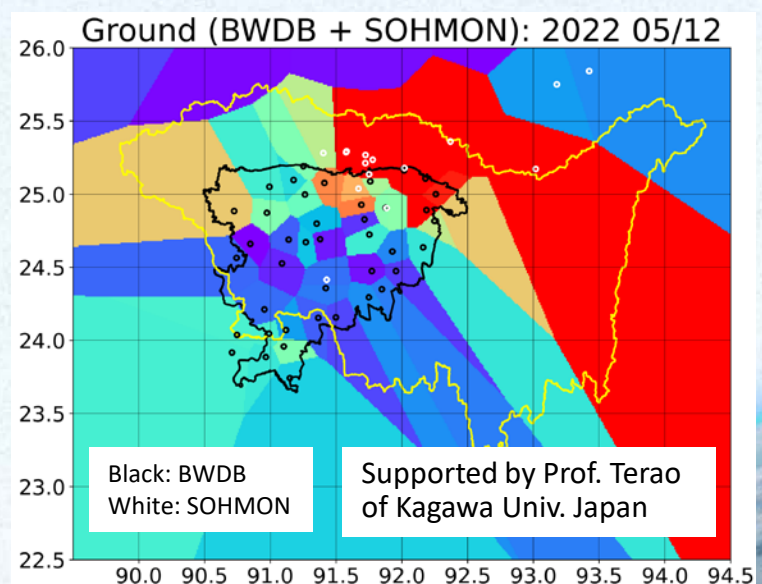 Ground (BWDB + SOHMON): 2022 05/12
26.0
25.5
25.0
24.5
24.0
23.5
23.0
22.5
Black: BWDB
White: SOHMON
Supported by Prof. Terao
of Kagawa Univ. Japan
90.0 90.5 91.0 91.5 92.0 92.5 93.0 93.5 94.0 94.5